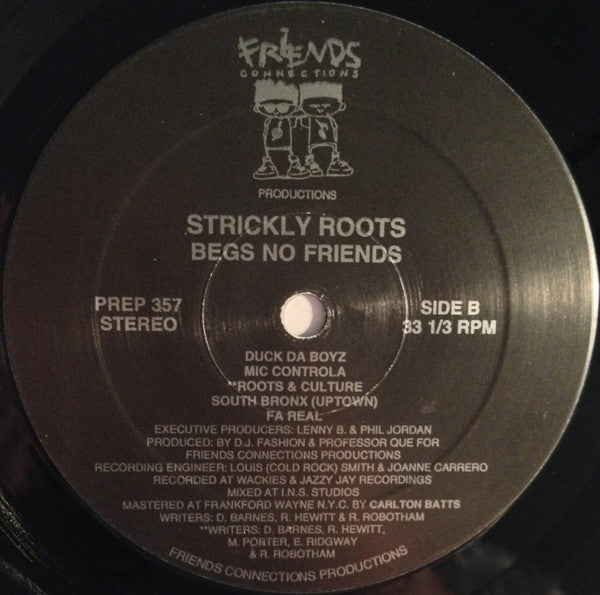 FRIENDS
CONNECTIONS
PRODUCTIONS
STRICKLY ROOTS
BEGS NO FRIENDS
PREP 357
STEREO
SIDE B
33 1/3 RPM
DUCK DA BOYZ
MIC CONTROLA
**ROOTS & CULTURE
SOUTH BRONX (UPTOWN)
FA REAL
EXECUTIVE PRODUCERS: LENNY B. & PHIL JORDAN
PRODUCED: BY D.J. FASHION & PROFESSOR QUE FOR
FRIENDS CONNECTIONS PRODUCTIONS
RECORDING ENGINEER: LOUIS (COLD ROCK) SMITH & JOANNE CARRERO
RECORDED AT WACKIES & JAZZY JAY RECORDINGS
MIXED AT I.N.S. STUDIOS
MASTERED AT FRANKFORD WAYNE N.Y.C. BY CARLTON BATTS
WRITERS: D. BARNES, R. HEWITT & R. ROBOTHAM
**WRITERS: D. BARNES, R. HEWITT,
M. PORTER, E. RIDGWAY
& R. ROBOTHAM
FRIENDS CONNECTIONS PRODUCTIONS